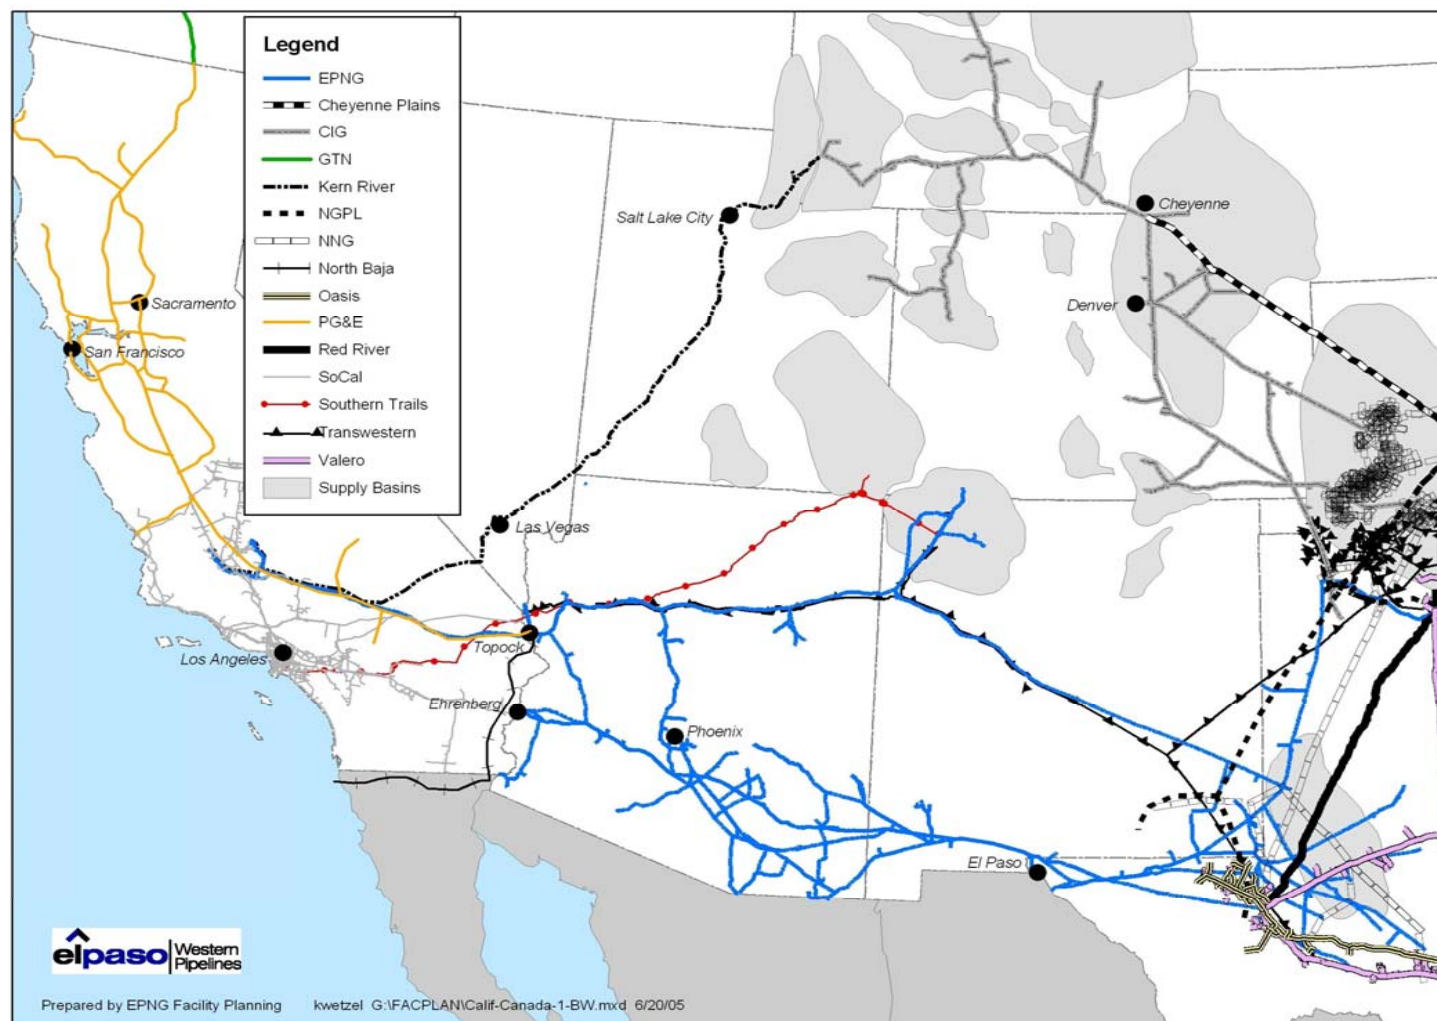 Legend
EPNG
Cheyenne Plains
CIG
GTN
Kern River
NGPL
NNG
North Baja
Oasis
PG&E
Red River
SoCal
Southern Trails
Transwestern
Valero
Supply Basins
Salt Lake City
Cheyenne
Sacramento
Denver
San Francisco
Las Vegas
Topock
Los Angeles
Ehrenberg
Phoenix
El Paso
elpaso
Western
Pipelines
Prepared by EPNG Facility Planning kwetzel G:\FACPLAN\Calif-Canada-1-BW.mxd 6/20/05